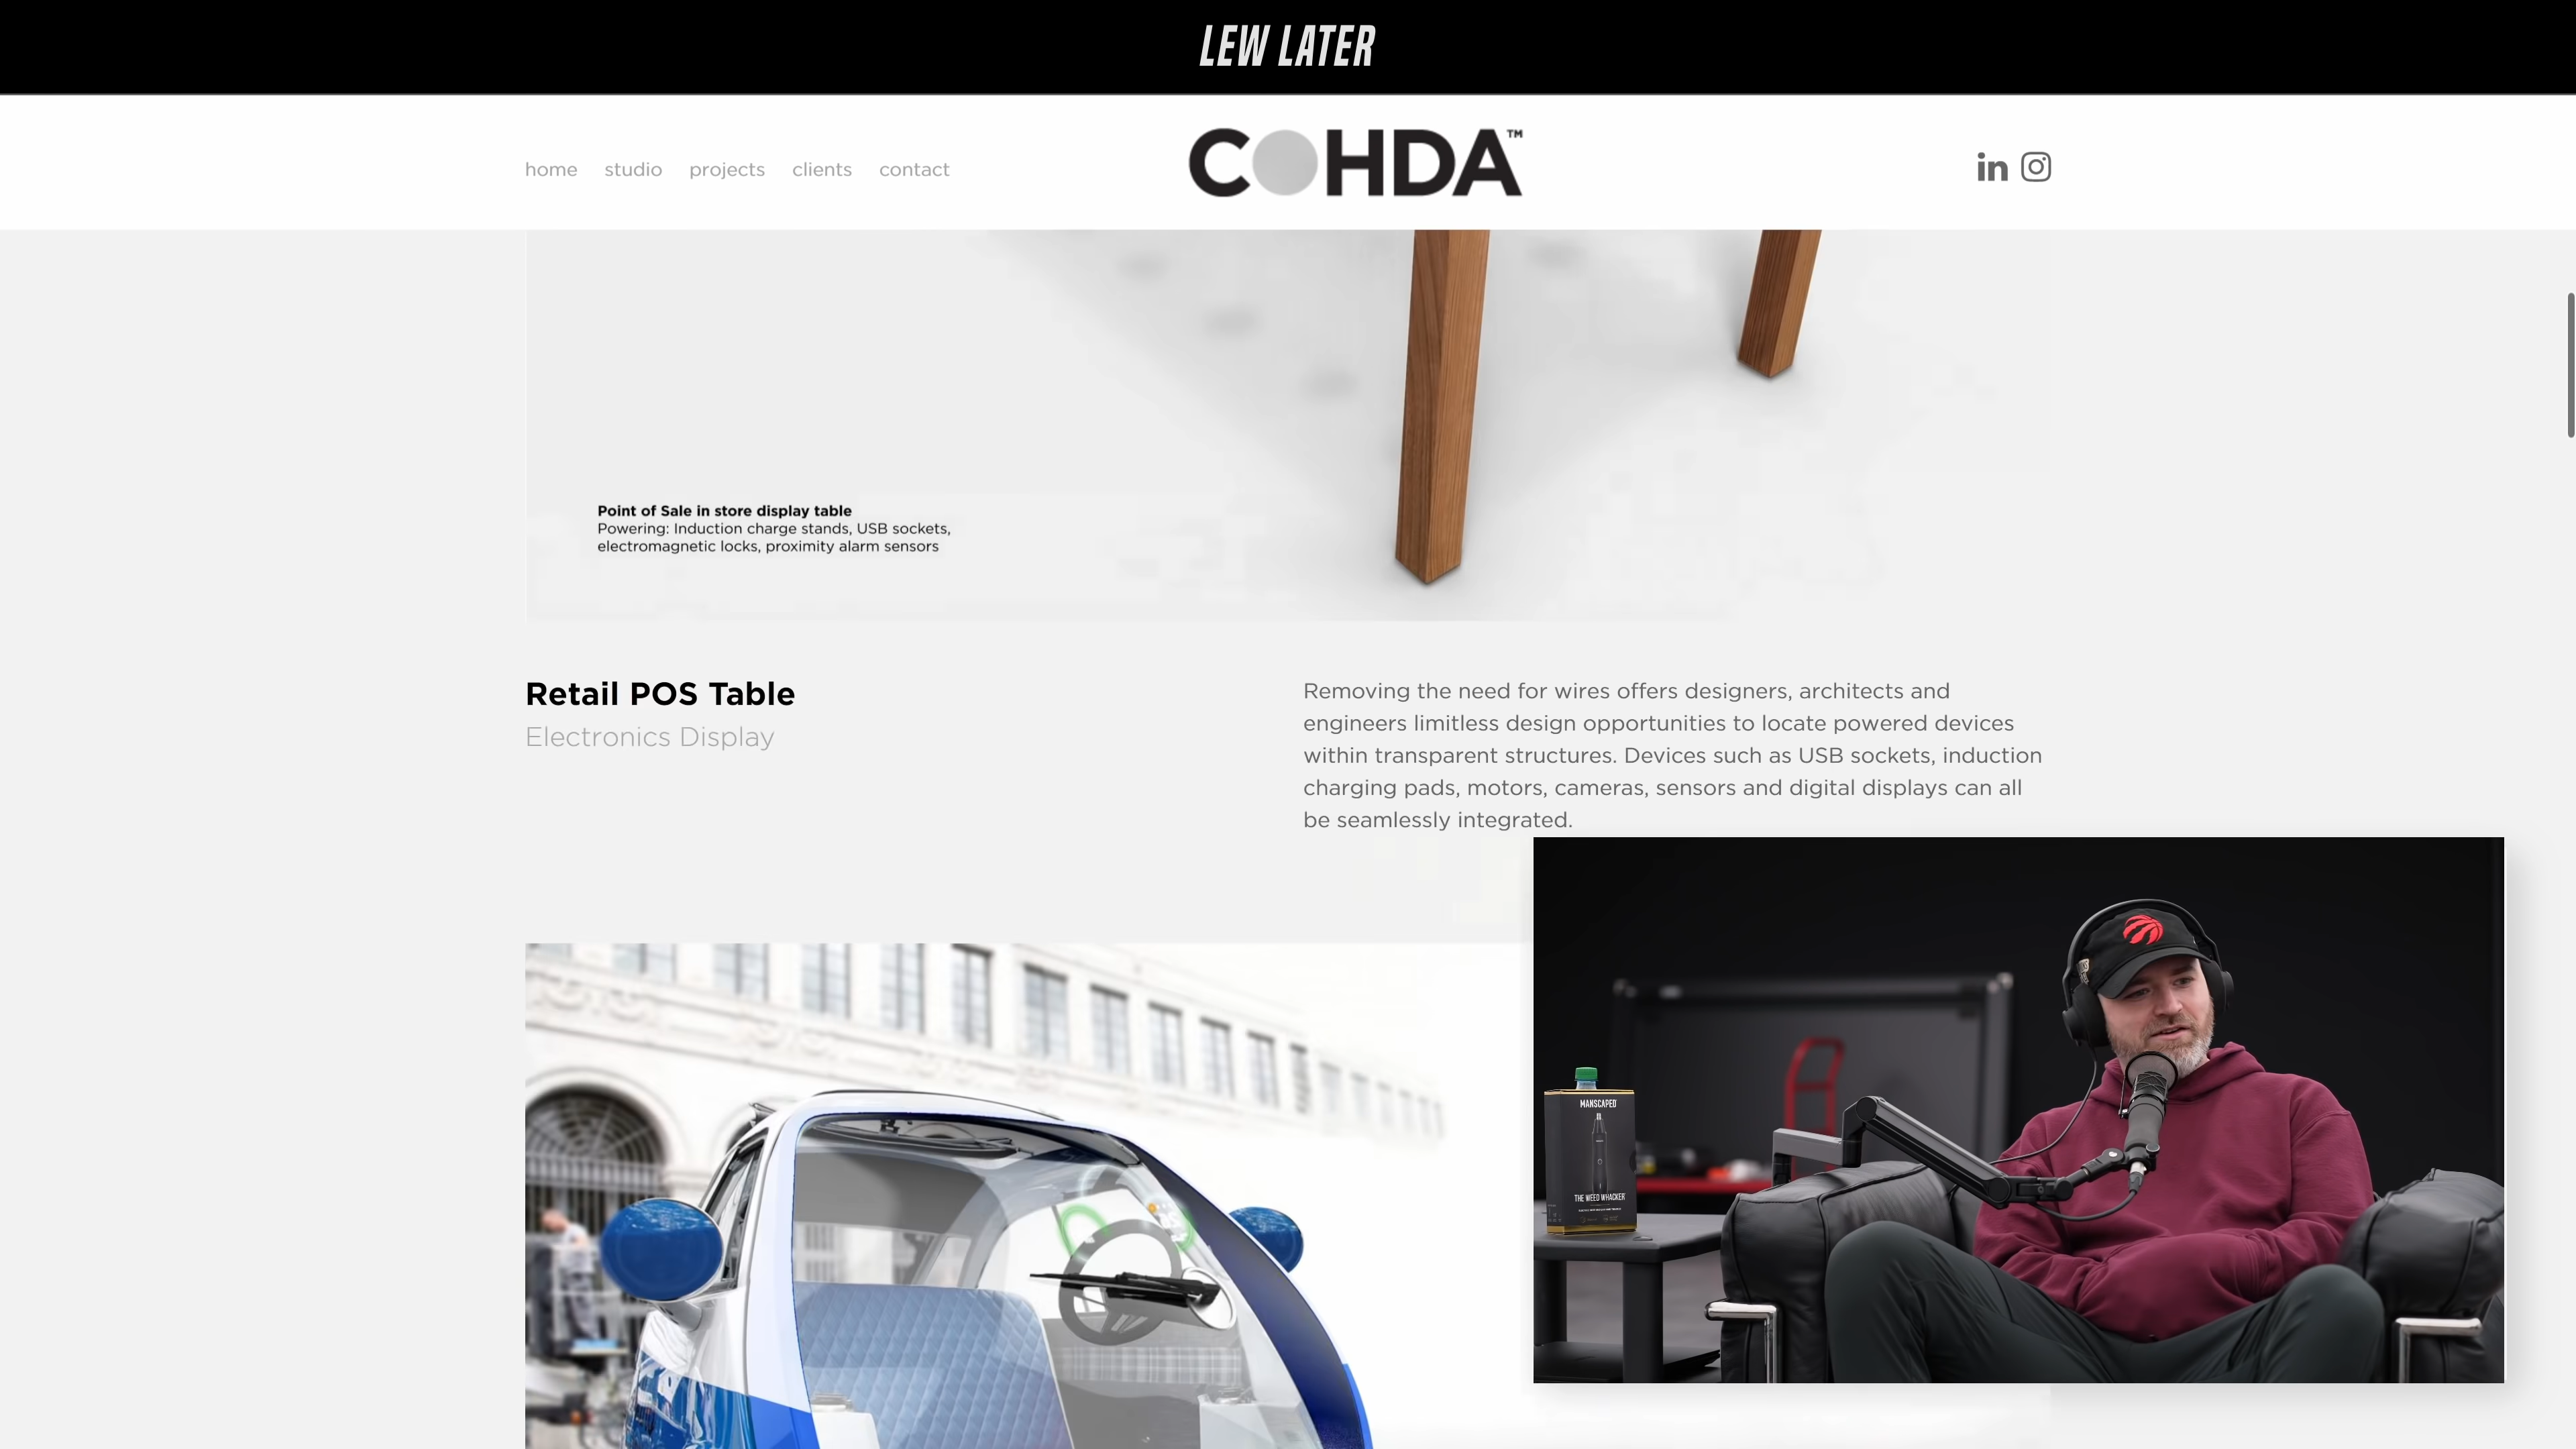 LEW LATER
home studio projects clients contact
COHDA™
in
Point of Sale in store display table
Powering: Induction charge stands, USB sockets,
electromagnetic locks, proximity alarm sensors
Retail POS Table
Electronics Display
Removing the need for wires offers designers, architects and
engineers limitless design opportunities to locate powered devices
within transparent structures. Devices such as USB sockets, induction
charging pads, motors, cameras, sensors and digital displays can all
be seamlessly integrated.
MANSCAPED
THE WEED WHACKER